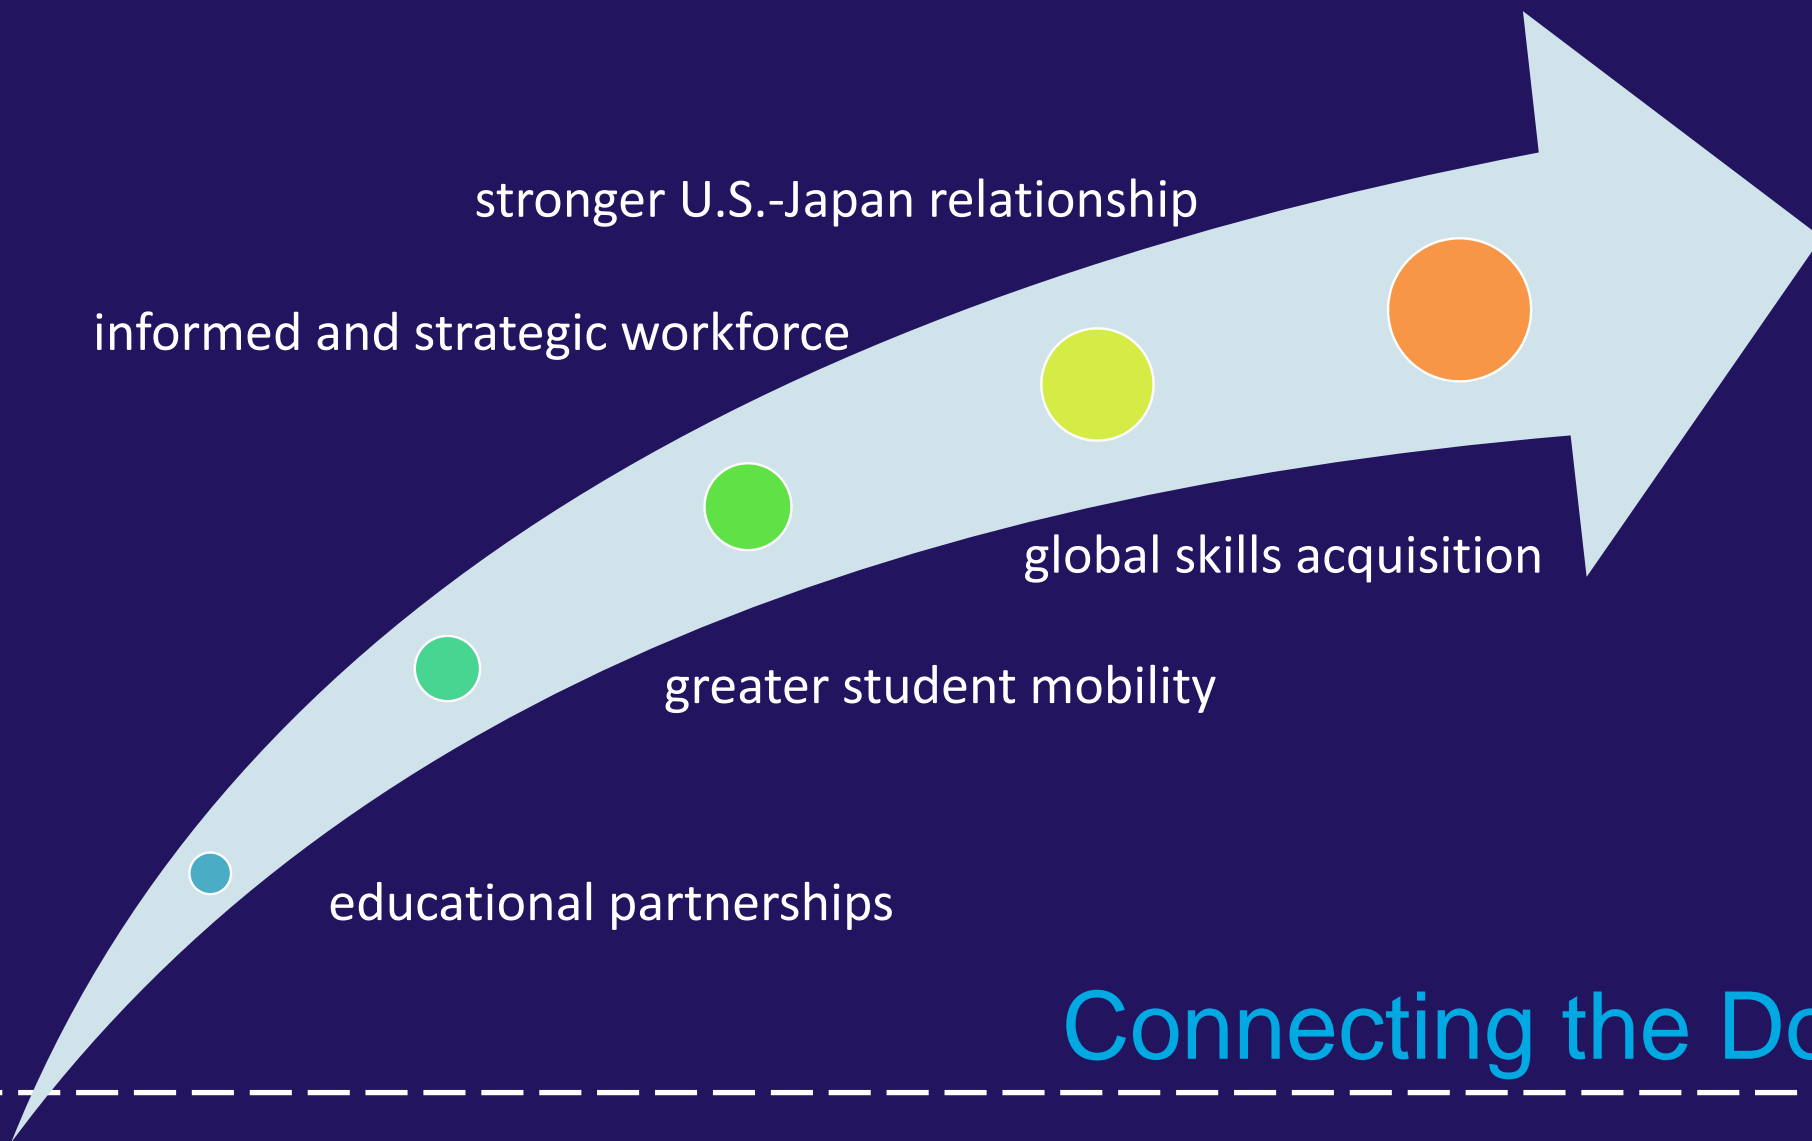 stronger U.S.-Japan relationship
informed and strategic workforce
global skills acquisition
greater student mobility
educational partnerships
Connecting the